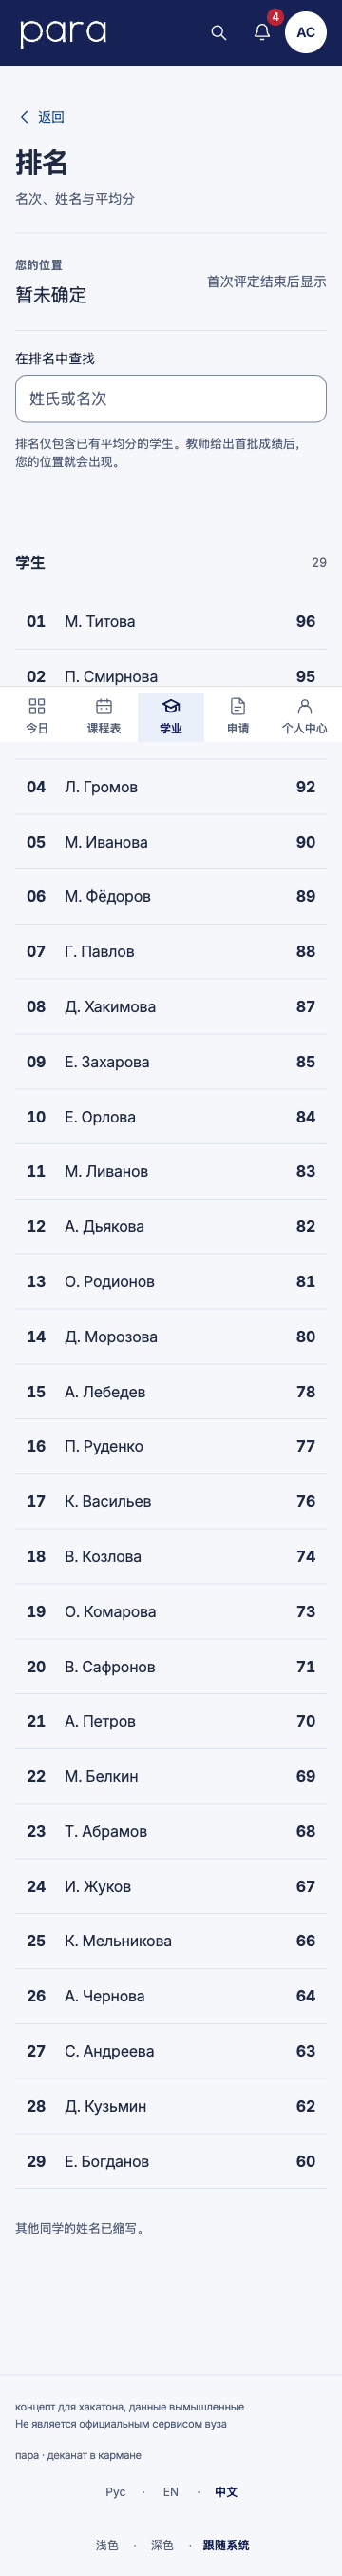 para
4
AC
返回
排名
名次、姓名与平均分
您的位置
暂未确定
首次评定结束后显示
在排名中查找
姓氏或名次
排名仅包含已有平均分的学生。教师给出首批成绩后，
您的位置就会出现。
学生 29
01 М. Титова 96
02 П. Смирнова 95
今日 课程表 学业 申请 个人中心
04 Л. Громов 92
05 М. Иванова 90
06 М. Фёдоров 89
07 Г. Павлов 88
08 Д. Хакимова 87
09 Е. Захарова 85
10 Е. Орлова 84
11 М. Ливанов 83
12 А. Дьякова 82
13 О. Родионов 81
14 Д. Морозова 80
15 А. Лебедев 78
16 П. Руденко 77
17 К. Васильев 76
18 В. Козлова 74
19 О. Комарова 73
20 В. Сафронов 71
21 А. Петров 70
22 М. Белкин 69
23 Т. Абрамов 68
24 И. Жуков 67
25 К. Мельникова 66
26 А. Чернова 64
27 С. Андреева 63
28 Д. Кузьмин 62
29 Е. Богданов 60
其他同学的姓名已缩写。
концепт для хакатона, данные вымышленные
Не является официальным сервисом вуза
пара · деканат в кармане
Рус · EN · 中文
浅色 · 深色 · 跟随系统